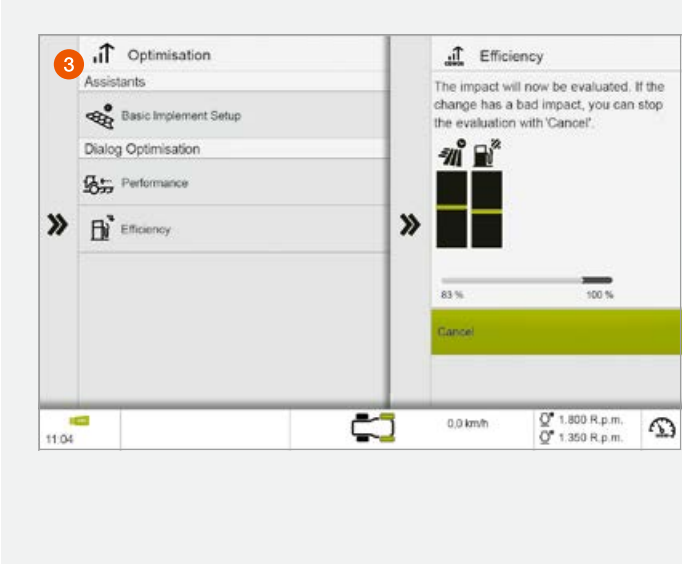 3
Optimisation
Assistants
Basic Implement Setup
Dialog Optimisation
Performance
Efficiency
Efficiency
The impact will now be evaluated. If the
change has a bad impact, you can stop
the evaluation with 'Cancel'.
83 %
100 %
Cancel
11:04
0,0 km/h
1.800 R.p.m.
1.350 R.p.m.